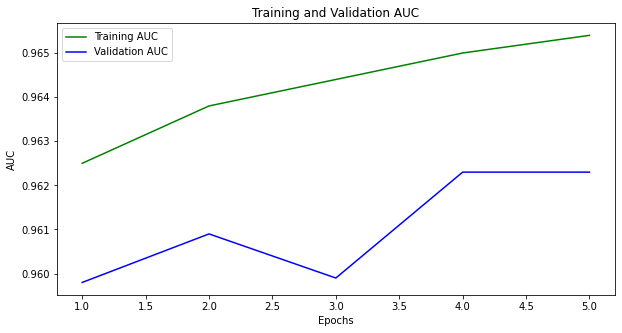 Training and Validation AUC
Training AUC
Validation AUC
0.965
0.964
0.963
0.962
0.961
0.960
AUC
1.0 1.5 2.0 2.5 3.0 3.5 4.0 4.5 5.0
Epochs